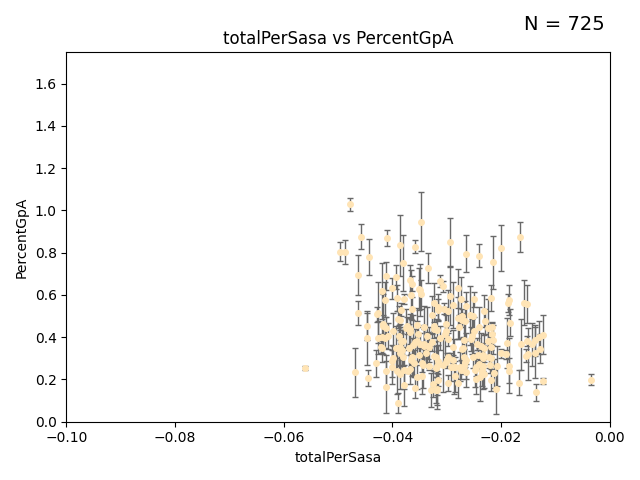 N = 725
totalPerSasa vs PercentGpA
PercentGpA
1.6
1.4
1.2
1.0
0.8
0.6
0.4
0.2
0.0
−0.10 −0.08 −0.06 −0.04 −0.02 0.00
totalPerSasa